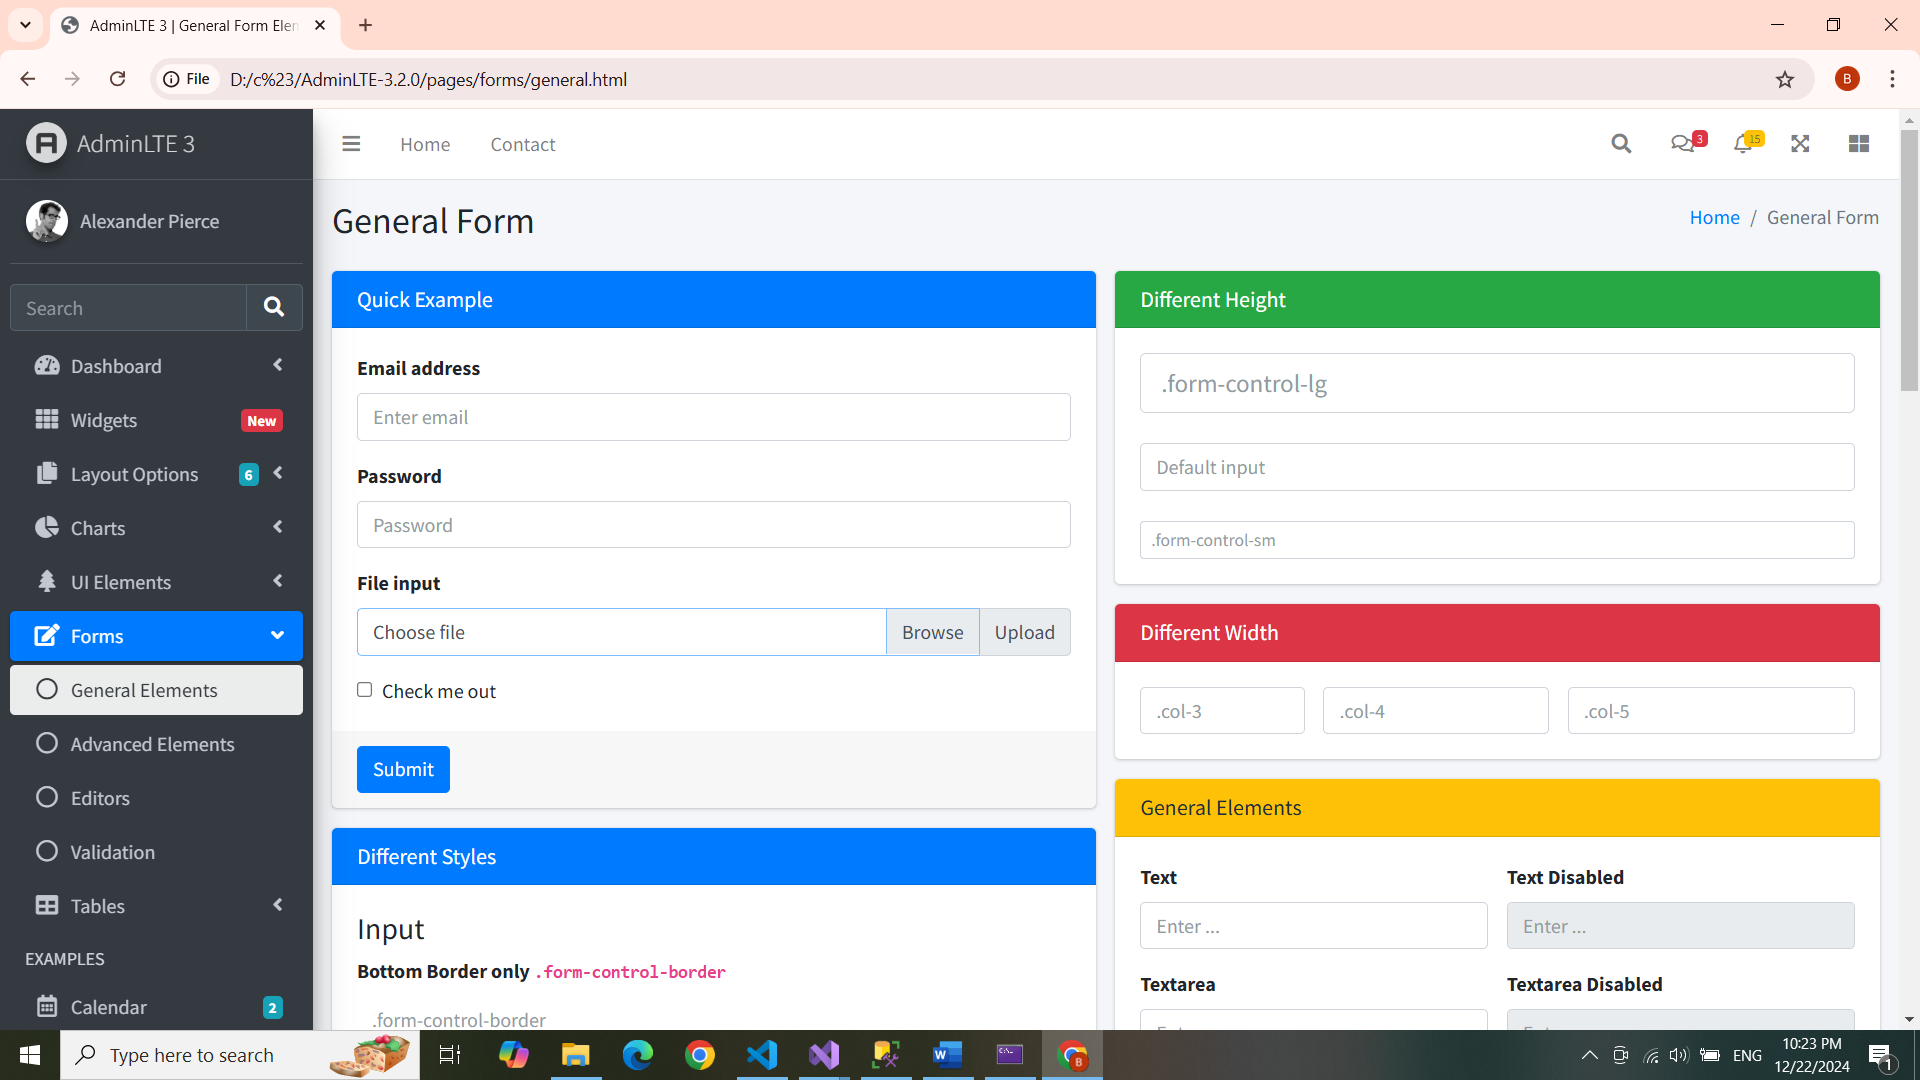 AdminLTE 3 | General Form Elen
File
D:/c%23/AdminLTE-3.2.0/pages/forms/general.html
B
AdminLTE 3
Home
Contact
3
15
Alexander Pierce
Search
Dashboard
Widgets
New
Layout Options
6
Charts
UI Elements
Forms
General Elements
Advanced Elements
Editors
Validation
Tables
EXAMPLES
Calendar
2
General Form
Home / General Form
Quick Example
Email address
Enter email
Password
Password
File input
Choose file
Browse
Upload
Check me out
Submit
Different Styles
Input
Bottom Border only .form-control-border
.form-control-border
Different Height
.form-control-lg
Default input
.form-control-sm
Different Width
.col-3
.col-4
.col-5
General Elements
Text
Text Disabled
Enter ...
Enter ...
Textarea
Textarea Disabled
Type here to search
ENG
10:23 PM
12/22/2024
1